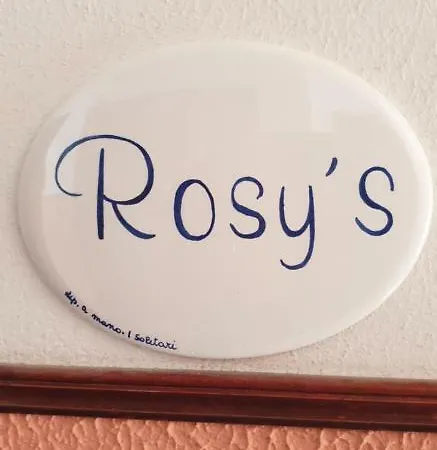 Rosy's
dip. a mano. I Solitari